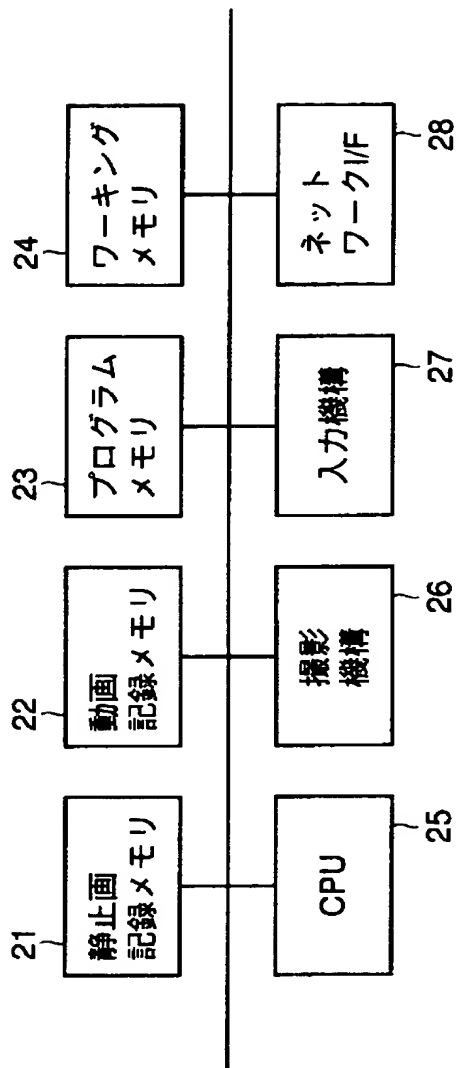 21
静止画
記録メモリ
22
動画
記録メモリ
23
プログラム
メモリ
24
ワーキング
メモリ
CPU
25
撮影
機構
26
入力機構
27
ネット
ワークI/F
28